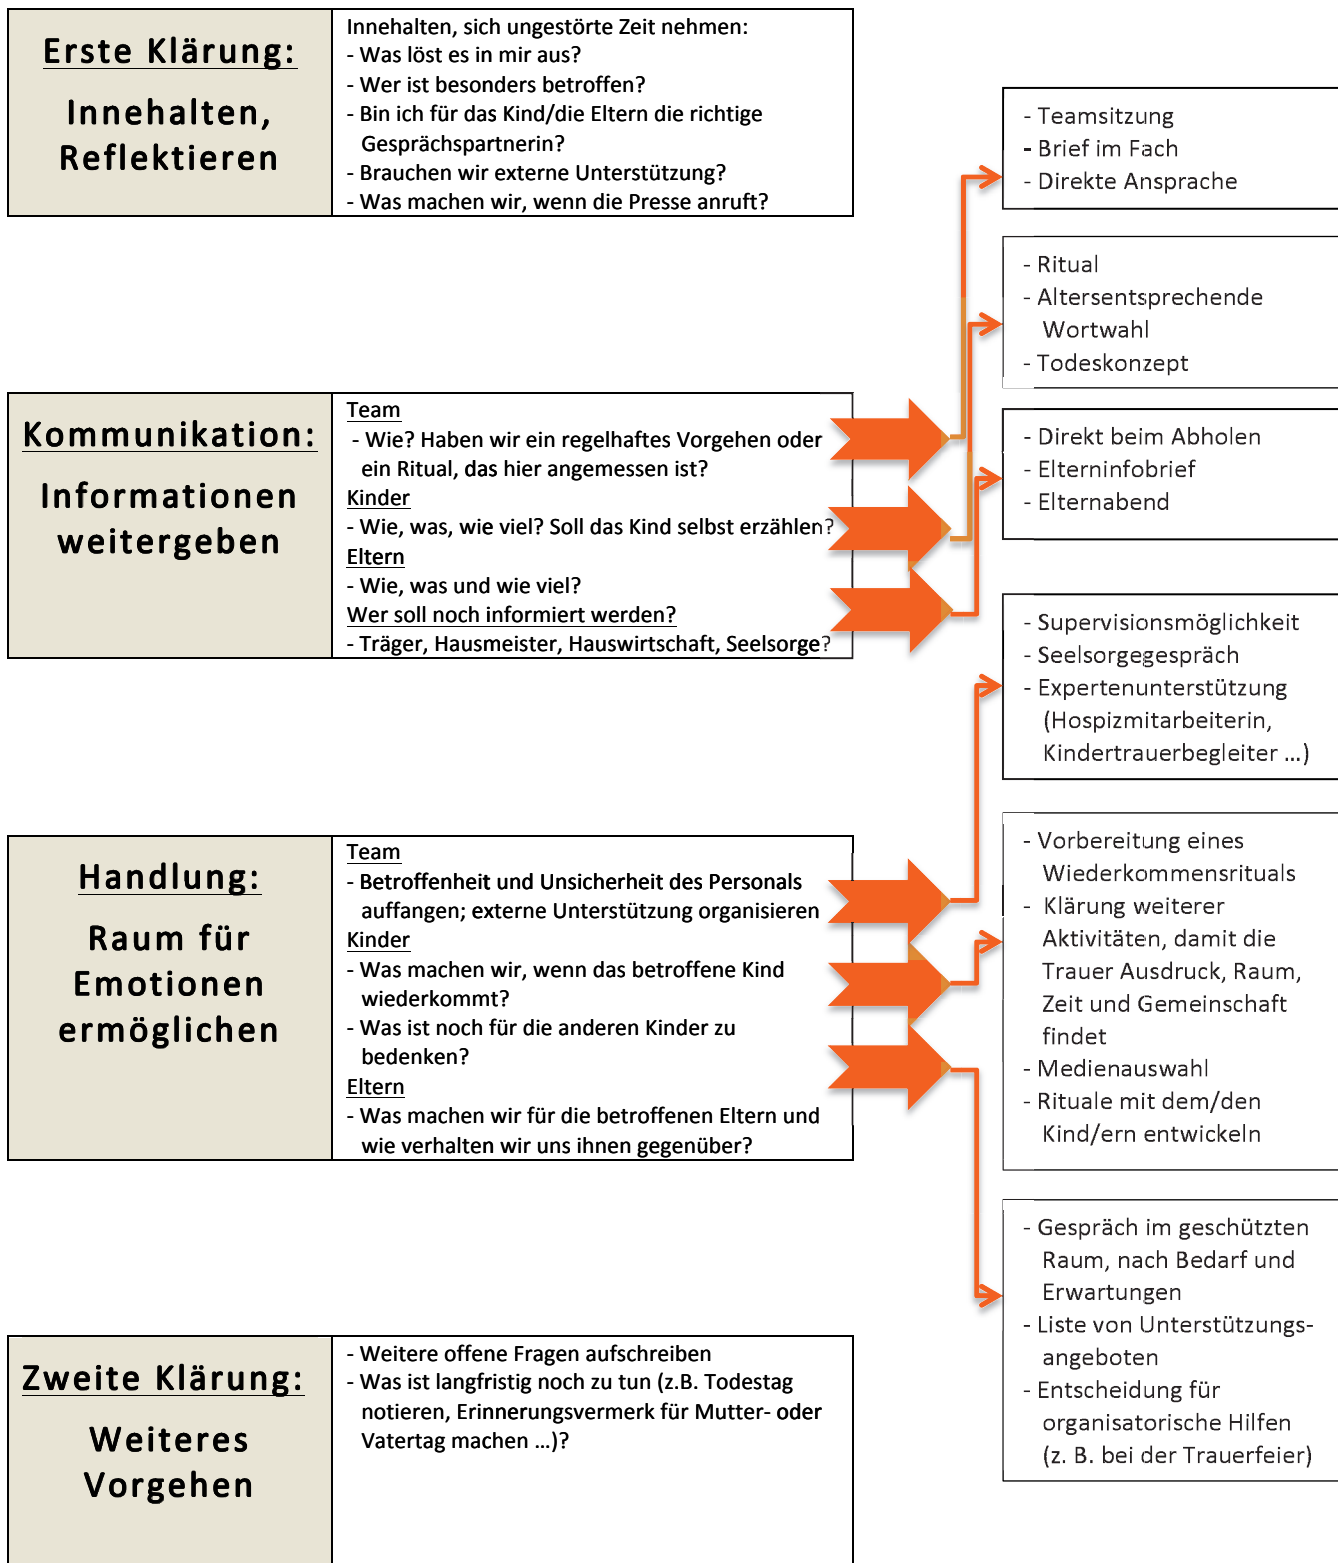 Erste Klärung:
Innehalten,
Reflektieren
Innehalten, sich ungestörte Zeit nehmen:
- Was löst es in mir aus?
- Wer ist besonders betroffen?
- Bin ich für das Kind/die Eltern die richtige
Gesprächspartnerin?
- Brauchen wir externe Unterstützung?
- Was machen wir, wenn die Presse anruft?
Kommunikation:
Informationen
weitergeben
Team
- Wie? Haben wir ein regelhaftes Vorgehen oder
ein Ritual, das hier angemessen ist?
Kinder
- Wie, was, wie viel? Soll das Kind selbst erzählen?
Eltern
- Wie, was und wie viel?
Wer soll noch informiert werden?
- Träger, Hausmeister, Hauswirtschaft, Seelsorge?
- Teamsitzung
- Brief im Fach
- Direkte Ansprache
- Ritual
- Altersentsprechende
Wortwahl
- Todeskonzept
- Direkt beim Abholen
- Elterninfobrief
- Elternabend
Handlung:
Raum für
Emotionen
ermöglichen
Team
- Betroffenheit und Unsicherheit des Personals
auffangen; externe Unterstützung organisieren
Kinder
- Was machen wir, wenn das betroffene Kind
wiederkommt?
- Was ist noch für die anderen Kinder zu
bedenken?
Eltern
- Was machen wir für die betroffenen Eltern und
wie verhalten wir uns ihnen gegenüber?
- Supervisionsmöglichkeit
- Seelsorgegespräch
- Expertenunterstützung
(Hospizmitarbeiterin,
Kindertrauerbegleiter ...)
- Vorbereitung eines
Wiederkommensrituals
- Klärung weiterer
Aktivitäten, damit die
Trauer Ausdruck, Raum,
Zeit und Gemeinschaft
findet
- Medienauswahl
- Rituale mit dem/den
Kind/ern entwickeln
- Gespräch im geschützten
Raum, nach Bedarf und
Erwartungen
- Liste von Unterstützungs-
angeboten
- Entscheidung für
organisatorische Hilfen
(z. B. bei der Trauerfeier)
Zweite Klärung:
Weiteres
Vorgehen
- Weitere offene Fragen aufschreiben
- Was ist langfristig noch zu tun (z.B. Todestag
notieren, Erinnerungsvermerk für Mutter- oder
Vatertag machen ...)?